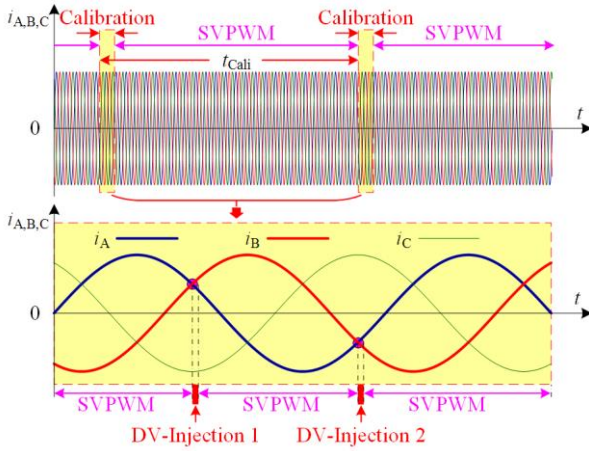 i_A,B,C Calibration SVPWM Calibration SVPWM
t_Cali
0 t
i_A,B,C
i_A i_B i_C
0 t
SVPWM SVPWM SVPWM
DV-Injection 1 DV-Injection 2